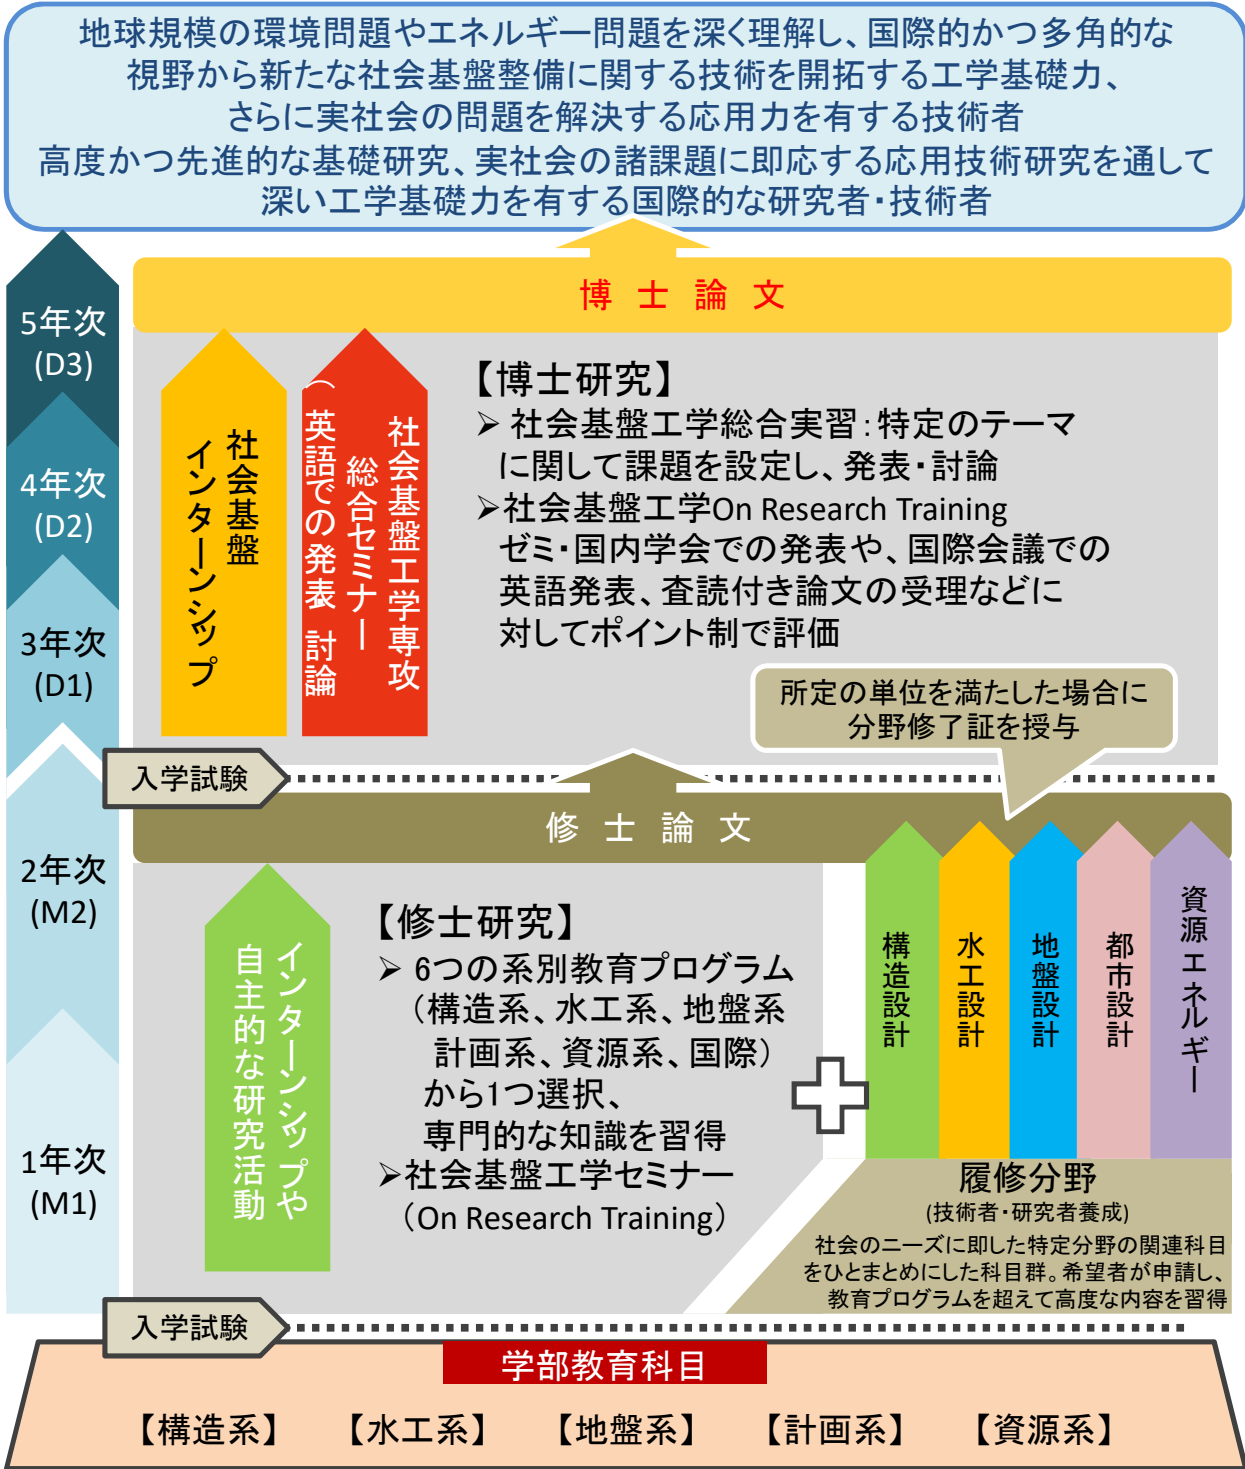 地球規模の環境問題やエネルギー問題を深く理解し、国際的かつ多角的な
視野から新たな社会基盤整備に関する技術を開拓する工学基礎力、
さらに実社会の問題を解決する応用力を有する技術者
高度かつ先進的な基礎研究、実社会の諸課題に即応する応用技術研究を通して
深い工学基礎力を有する国際的な研究者・技術者
博士論文
5年次
(D3)
4年次
(D2)
3年次
(D1)
2年次
(M2)
1年次
(M1)
社会基盤
インターンシップ
社会基盤工学専攻
総合セミナー
（英語での発表・討論
【博士研究】
➢ 社会基盤工学総合実習：特定のテーマ
に関して課題を設定し、発表・討論
➢社会基盤工学On Research Training
ゼミ・国内学会での発表や、国際会議での
英語発表、査読付き論文の受理などに
対してポイント制で評価
所定の単位を満たした場合に
分野修了証を授与
入学試験
修士論文
インターンシップや
自主的な研究活動
【修士研究】
➢ 6つの系別教育プログラム
（構造系、水工系、地盤系
計画系、資源系、国際）
から1つ選択、
専門的な知識を習得
➢社会基盤工学セミナー
（On Research Training）
構造設計
水工設計
地盤設計
都市設計
資源エネルギー
履修分野
(技術者・研究者養成)
社会のニーズに即した特定分野の関連科目
をひとまとめにした科目群。希望者が申請し、
教育プログラムを超えて高度な内容を習得
入学試験
学部教育科目
【構造系】 【水工系】 【地盤系】 【計画系】 【資源系】